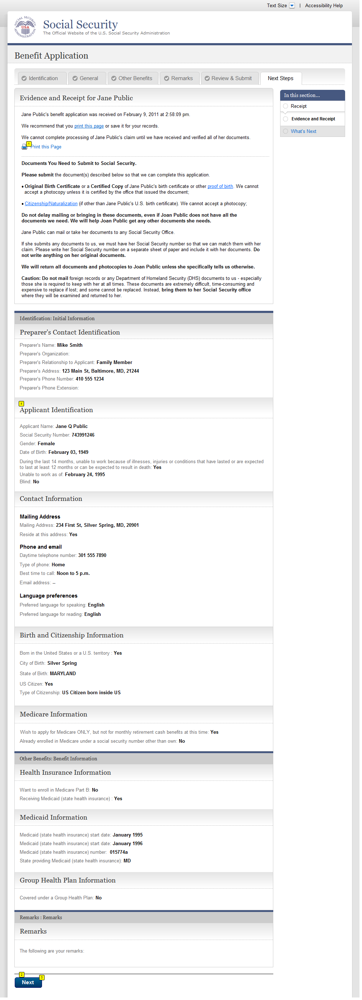 Text Size | Accessibility Help
SOCIAL SECURITY ADMINISTRATION
USA
Social Security
The Official Website of the U.S. Social Security Administration
Benefit Application
Identification General Other Benefits Remarks Review & Submit Next Steps
Evidence and Receipt for Jane Public
Jane Public's benefit application was received on February 9, 2011 at 2:58:09 pm.
We recommend that you print this page or save it for your records.
We cannot complete processing of Jane Public's claim until we have received and verified all of her documents.
1
Print this Page
Documents You Need to Submit to Social Security.
Please submit the document(s) described below so that we can complete this application.
• Original Birth Certificate or a Certified Copy of Jane Public's birth certificate or other proof of birth. We cannot
accept a photocopy unless it is certified by the office that issued the document;
• Citizenship/Naturalization (if other than Jane Public's U.S. birth certificate). We cannot accept a photocopy;
Do not delay mailing or bringing in these documents, even if Joan Public does not have all the
documents we need. We will help Joan Public get any other documents she needs.
Jane Public can mail or take her documents to any Social Security Office.
If she submits any documents to us, we must have her Social Security number so that we can match them with her
claim. Please write her Social Security number on a separate sheet of paper and include it with her documents. Do
not write anything on her original documents.
We will return all documents and photocopies to Joan Public unless she specifically tells us otherwise.
Caution: Do not mail foreign records or any Department of Homeland Security (DHS) documents to us - especially
those she is required to keep with her at all times. These documents are extremely difficult, time-consuming and
expensive to replace if lost; and some cannot be replaced. Instead, bring them to her Social Security office
where they will be examined and returned to her.
In this section...
Receipt
Evidence and Receipt
What's Next
Identification: Initial Information
Preparer's Contact Identification
Preparer's Name: Mike Smith
Preparer's Organization:
Preparer's Relationship to Applicant: Family Member
Preparer's Address: 123 Main St, Baltimore, MD, 21244
Preparer's Phone Number: 410 555 1234
Preparer's Phone Extension:
4
Applicant Identification
Applicant Name: Jane Q Public
Social Security Number: 743991246
Gender: Female
Date of Birth: February 03, 1949
During the last 14 months, unable to work because of illnesses, injuries or conditions that have lasted or are expected
to last at least 12 months or can be expected to result in death: Yes
Unable to work as of: February 24, 1995
Blind: No
Contact Information
Mailing Address
Mailing Address: 234 First St, Silver Spring, MD, 20901
Reside at this address: Yes
Phone and email
Daytime telephone number: 301 555 7890
Type of phone: Home
Best time to call: Noon to 5 p.m.
Email address: --
Language preferences
Preferred language for speaking: English
Preferred language for reading: English
Birth and Citizenship Information
Born in the United States or a U.S. territory : Yes
City of Birth: Silver Spring
State of Birth: MARYLAND
US Citizen: Yes
Type of Citizenship: US Citizen born inside US
Medicare Information
Wish to apply for Medicare ONLY, but not for monthly retirement cash benefits at this time: Yes
Already enrolled in Medicare under a social security number other than own: No
Other Benefits: Benefit Information
Health Insurance Information
Want to enroll in Medicare Part B: No
Receiving Medicaid (state health insurance) : Yes
Medicaid Information
Medicaid (state health insurance) start date: January 1995
Medicaid (state health insurance) start date: January 1996
Medicaid (state health insurance) number: 015774a
State providing Medicaid (state health insurance): MD
Group Health Plan Information
Covered under a Group Health Plan: No
Remarks : Remarks
Remarks
The following are your remarks:
2
3
Next